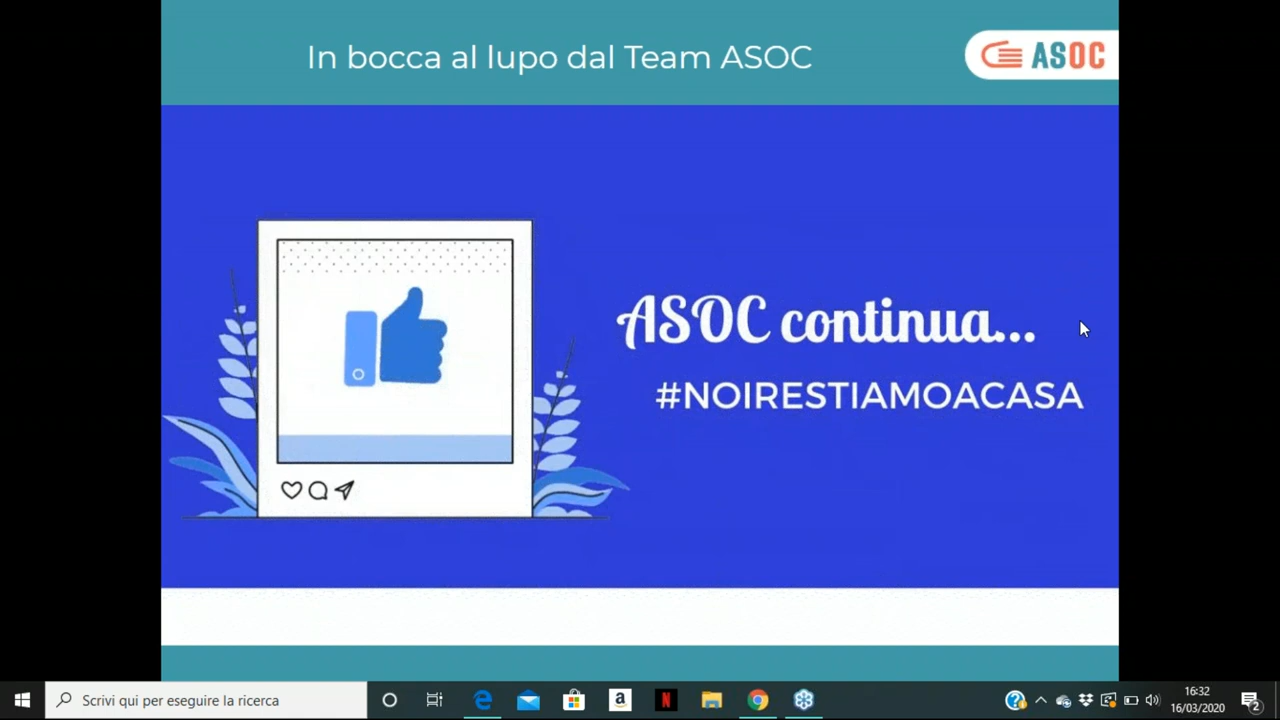 In bocca al lupo dal Team ASOC
ASOC
ASOC continua...
#NOIRESTIAMOACASA
Scrivi qui per eseguire la ricerca
16:32
16/03/2020
2